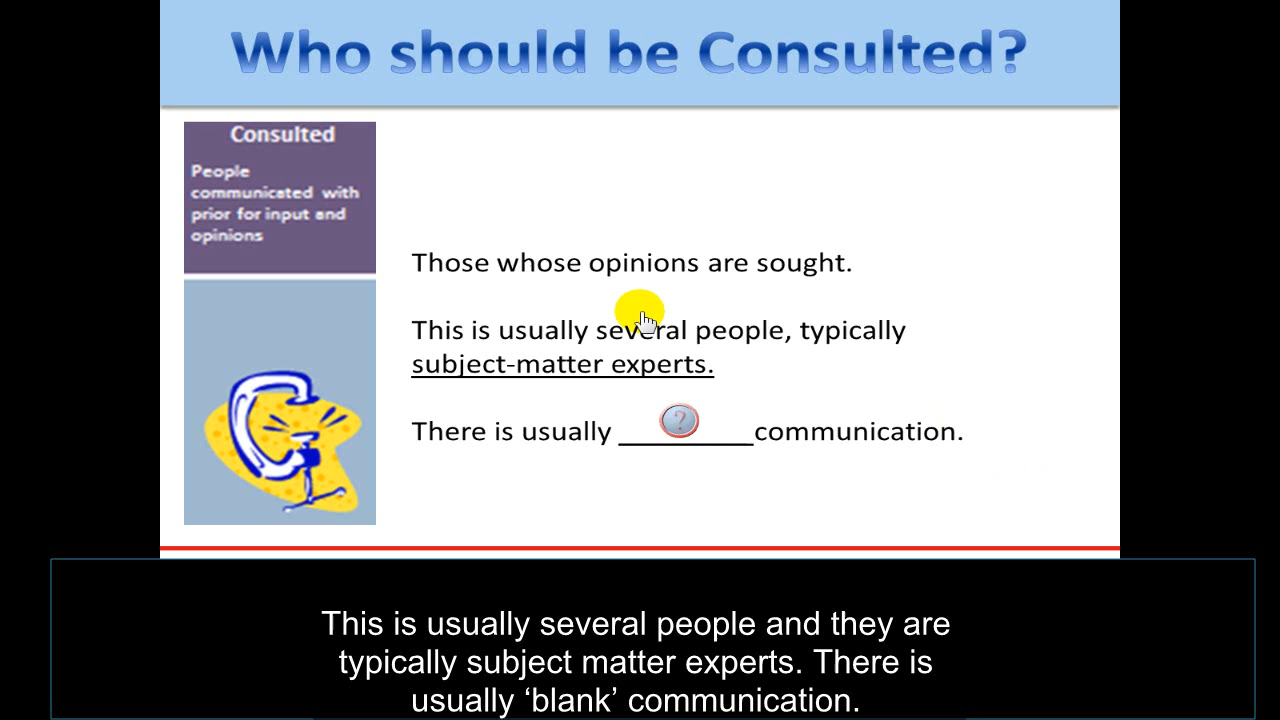 Who should be Consulted?
Consulted
People
communicated with
prior for input and
opinions
Those whose opinions are sought.
This is usually several people, typically
subject-matter experts.
There is usually _________communication.
?
This is usually several people and they are
typically subject matter experts. There is
usually ‘blank’ communication.